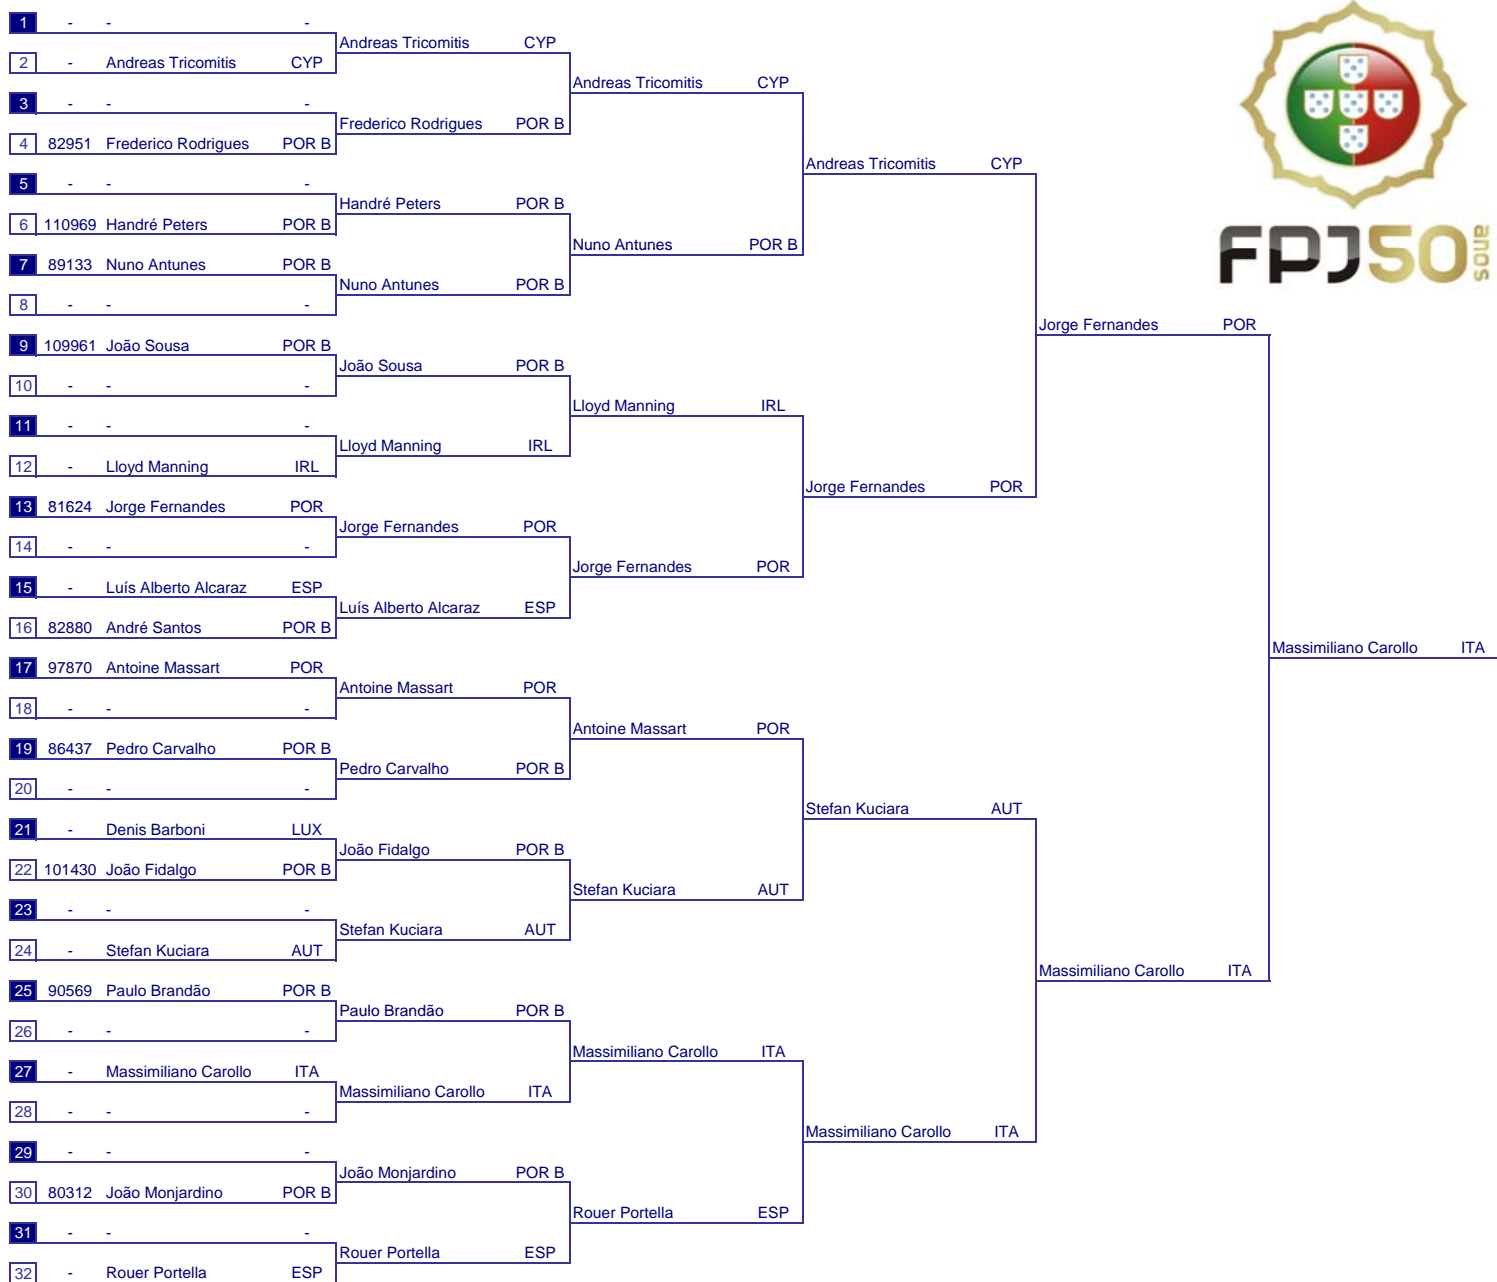 1 - - -
Andreas Tricomitis CYP
2 - Andreas Tricomitis CYP
Andreas Tricomitis CYP
3 - - -
Frederico Rodrigues POR B
4 82951 Frederico Rodrigues POR B
Andreas Tricomitis CYP
5 - - -
Handré Peters POR B
6 110969 Handré Peters POR B
Nuno Antunes POR B
7 89133 Nuno Antunes POR B
Nuno Antunes POR B
8 - - -
FPJ50 anos
Jorge Fernandes POR
9 109961 João Sousa POR B
João Sousa POR B
10 - - -
Lloyd Manning IRL
11 - - -
Lloyd Manning IRL
12 - Lloyd Manning IRL
Jorge Fernandes POR
13 81624 Jorge Fernandes POR
Jorge Fernandes POR
14 - - -
Jorge Fernandes POR
15 - Luís Alberto Alcaraz ESP
Luís Alberto Alcaraz ESP
16 82880 André Santos POR B
Massimiliano Carollo ITA
17 97870 Antoine Massart POR
Antoine Massart POR
18 - - -
Antoine Massart POR
19 86437 Pedro Carvalho POR B
Pedro Carvalho POR B
20 - - -
Stefan Kuciara AUT
21 - Denis Barboni LUX
João Fidalgo POR B
22 101430 João Fidalgo POR B
Stefan Kuciara AUT
23 - - -
Stefan Kuciara AUT
24 - Stefan Kuciara AUT
Massimiliano Carollo ITA
25 90569 Paulo Brandão POR B
Paulo Brandão POR B
26 - - -
Massimiliano Carollo ITA
27 - Massimiliano Carollo ITA
Massimiliano Carollo ITA
28 - - -
Massimiliano Carollo ITA
29 - - -
João Monjardino POR B
30 80312 João Monjardino POR B
Rouer Portella ESP
31 - - -
Rouer Portella ESP
32 - Rouer Portella ESP